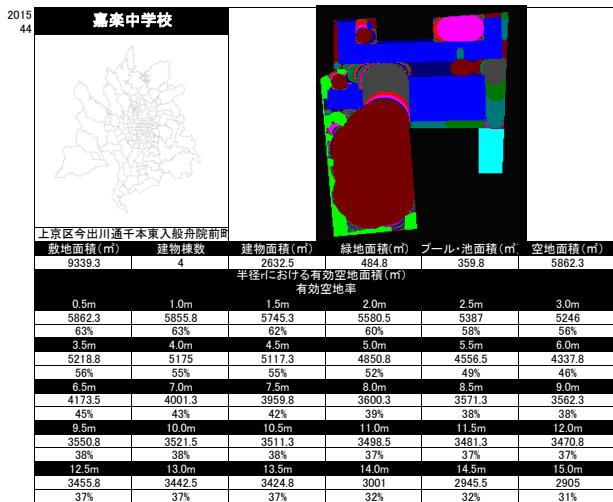 2015
44
嘉楽中学校
上京区今出川通千本東入般舟院前町
敷地面積(㎡) 建物棟数 建物面積(㎡) 緑地面積(㎡) プール・池面積(㎡) 空地面積(㎡)
9339.3 4 2632.5 484.8 359.8 5862.3
半径rにおける有効空地面積(㎡)
有効空地率
0.5m 1.0m 1.5m 2.0m 2.5m 3.0m
5862.3 5855.8 5745.3 5580.5 5387 5246
63% 63% 62% 60% 58% 56%
3.5m 4.0m 4.5m 5.0m 5.5m 6.0m
5218.8 5175 5117.3 4850.8 4556.5 4337.8
56% 55% 55% 52% 49% 46%
6.5m 7.0m 7.5m 8.0m 8.5m 9.0m
4173.5 4001.3 3959.8 3600.3 3571.3 3562.3
45% 43% 42% 39% 38% 38%
9.5m 10.0m 10.5m 11.0m 11.5m 12.0m
3550.8 3521.5 3511.3 3498.5 3481.3 3470.8
38% 38% 38% 37% 37% 37%
12.5m 13.0m 13.5m 14.0m 14.5m 15.0m
3455.8 3442.5 3424.8 3001 2945.5 2905
37% 37% 37% 32% 32% 31%